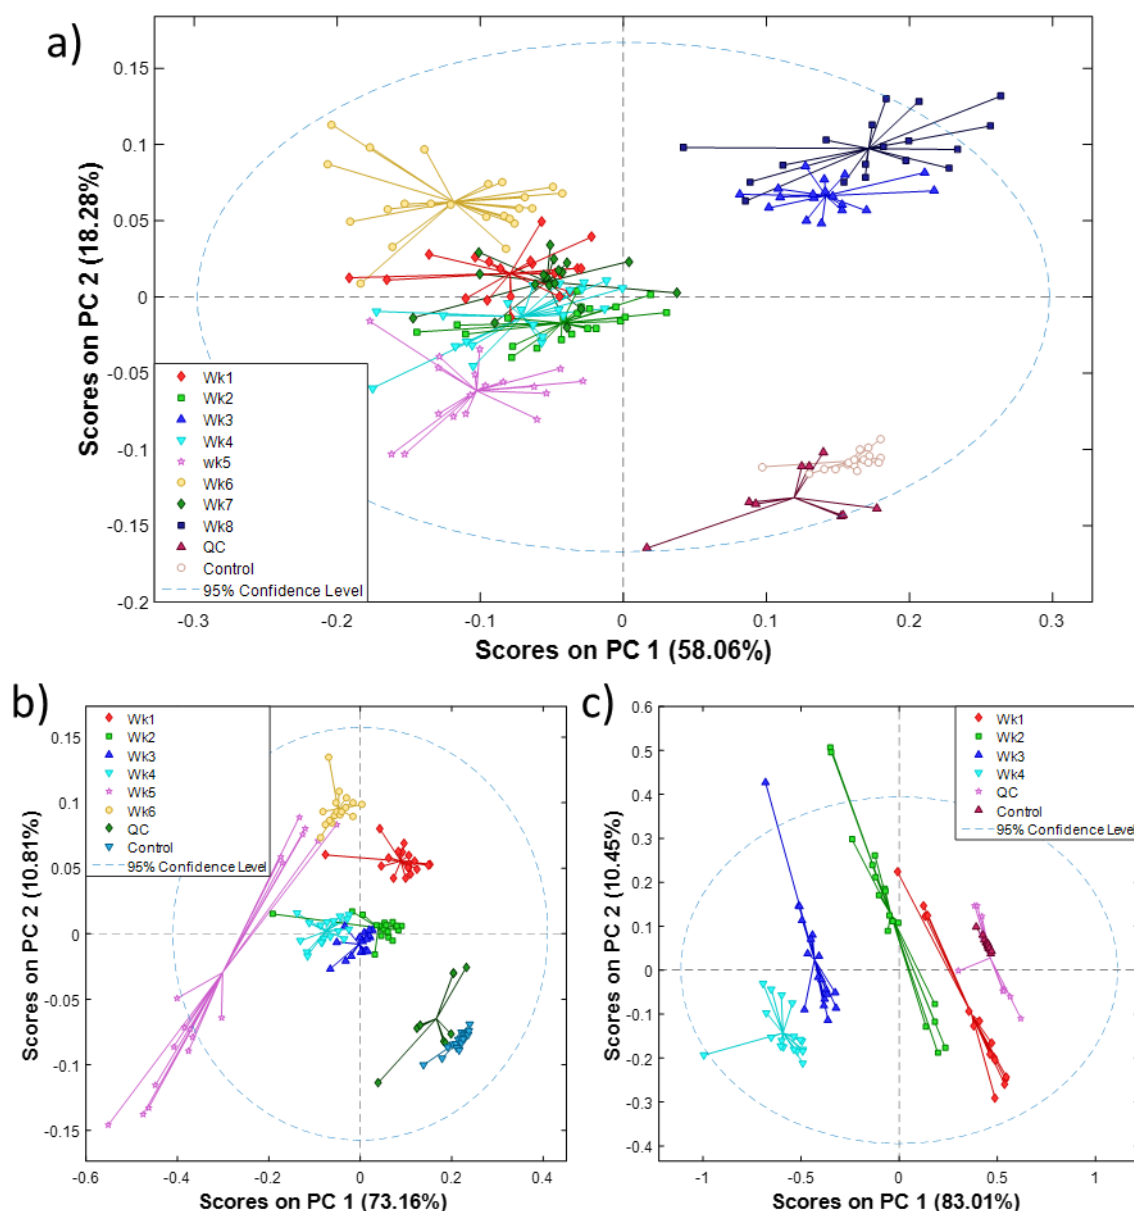 a)
0.15
0.1
0.05
0
-0.05
-0.1
-0.15
-0.2
Scores on PC 2 (18.28%)
Wk1
Wk2
Wk3
Wk4
wk5
Wk6
Wk7
Wk8
QC
Control
95% Confidence Level
-0.3 -0.2 -0.1 0 0.1 0.2 0.3
Scores on PC 1 (58.06%)
b)
0.15
0.1
0.05
0
-0.05
-0.1
-0.15
Scores on PC 2 (10.81%)
Wk1
Wk2
Wk3
Wk4
Wk5
Wk6
QC
Control
95% Confidence Level
-0.6 -0.4 -0.2 0 0.2 0.4
Scores on PC 1 (73.16%)
c)
0.6
0.5
0.4
0.3
0.2
0.1
0
-0.1
-0.2
-0.3
-0.4
Scores on PC 2 (10.45%)
Wk1
Wk2
Wk3
Wk4
QC
Control
95% Confidence Level
-1 -0.5 0 0.5 1
Scores on PC 1 (83.01%)